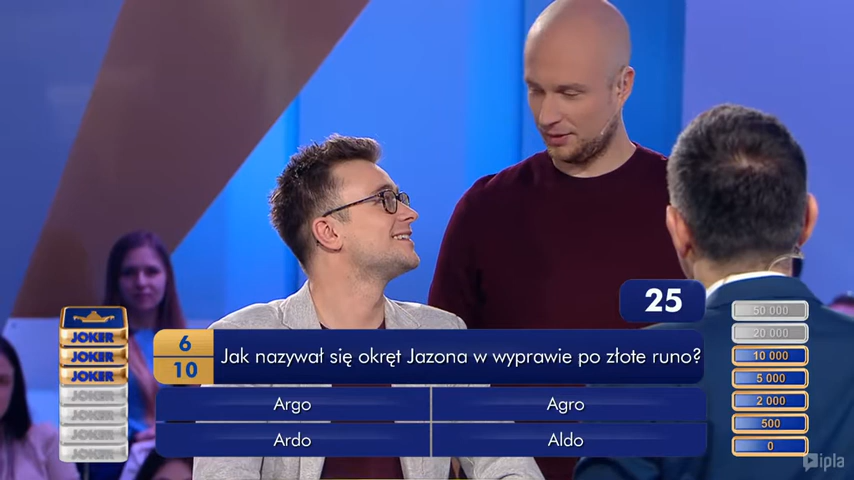 25
6
10
Jak nazywał się okręt Jazona w wyprawie po złote runo?
Argo
Agro
Ardo
Aldo
JOKER
JOKER
JOKER
JOKER
JOKER
JOKER
JOKER
50 000
20 000
10 000
5 000
2 000
500
0
ipla